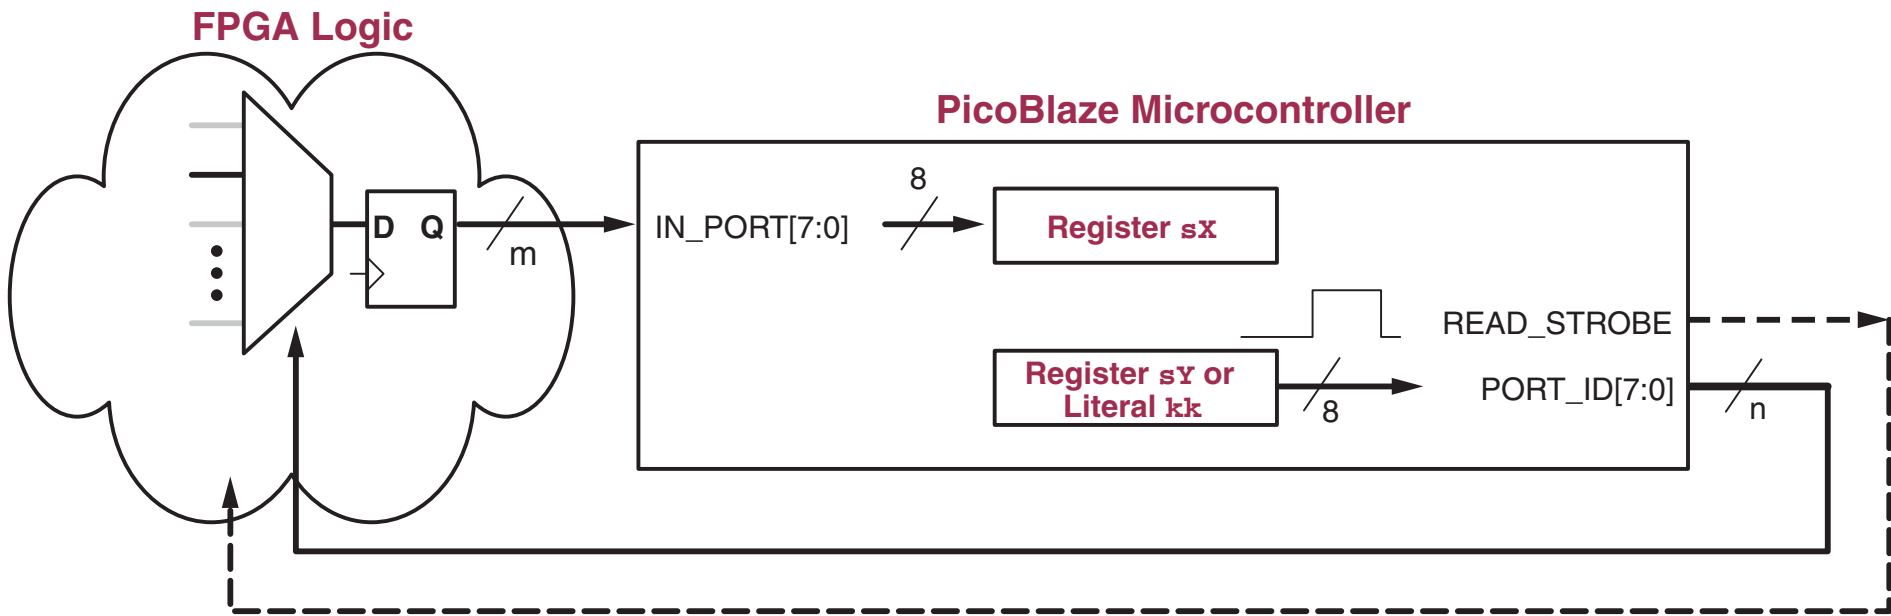 FPGA Logic
PicoBlaze Microcontroller
D Q
m
IN_PORT[7:0]
8
Register sX
READ_STROBE
Register sY or
Literal kk
8
PORT_ID[7:0]
n